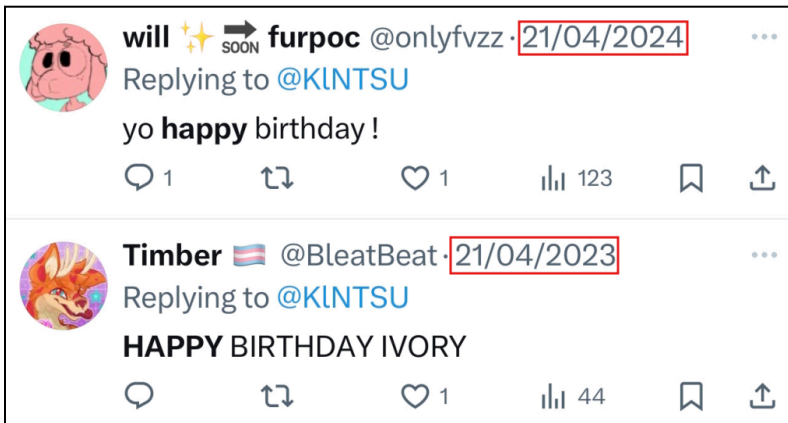 will ✨ 🔜 furpoc @onlyfvzz · 21/04/2024
Replying to @KlNTSU
yo happy birthday !
1 1 123
Timber 🏳️‍⚧️ @BleatBeat · 21/04/2023
Replying to @KlNTSU
HAPPY BIRTHDAY IVORY
1 44